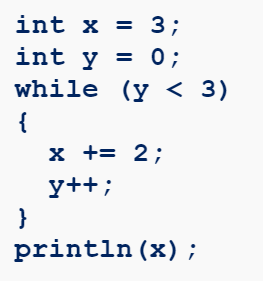 int x = 3;
int y = 0;
while (y < 3)
{
  x += 2;
  y++;
}
println(x);